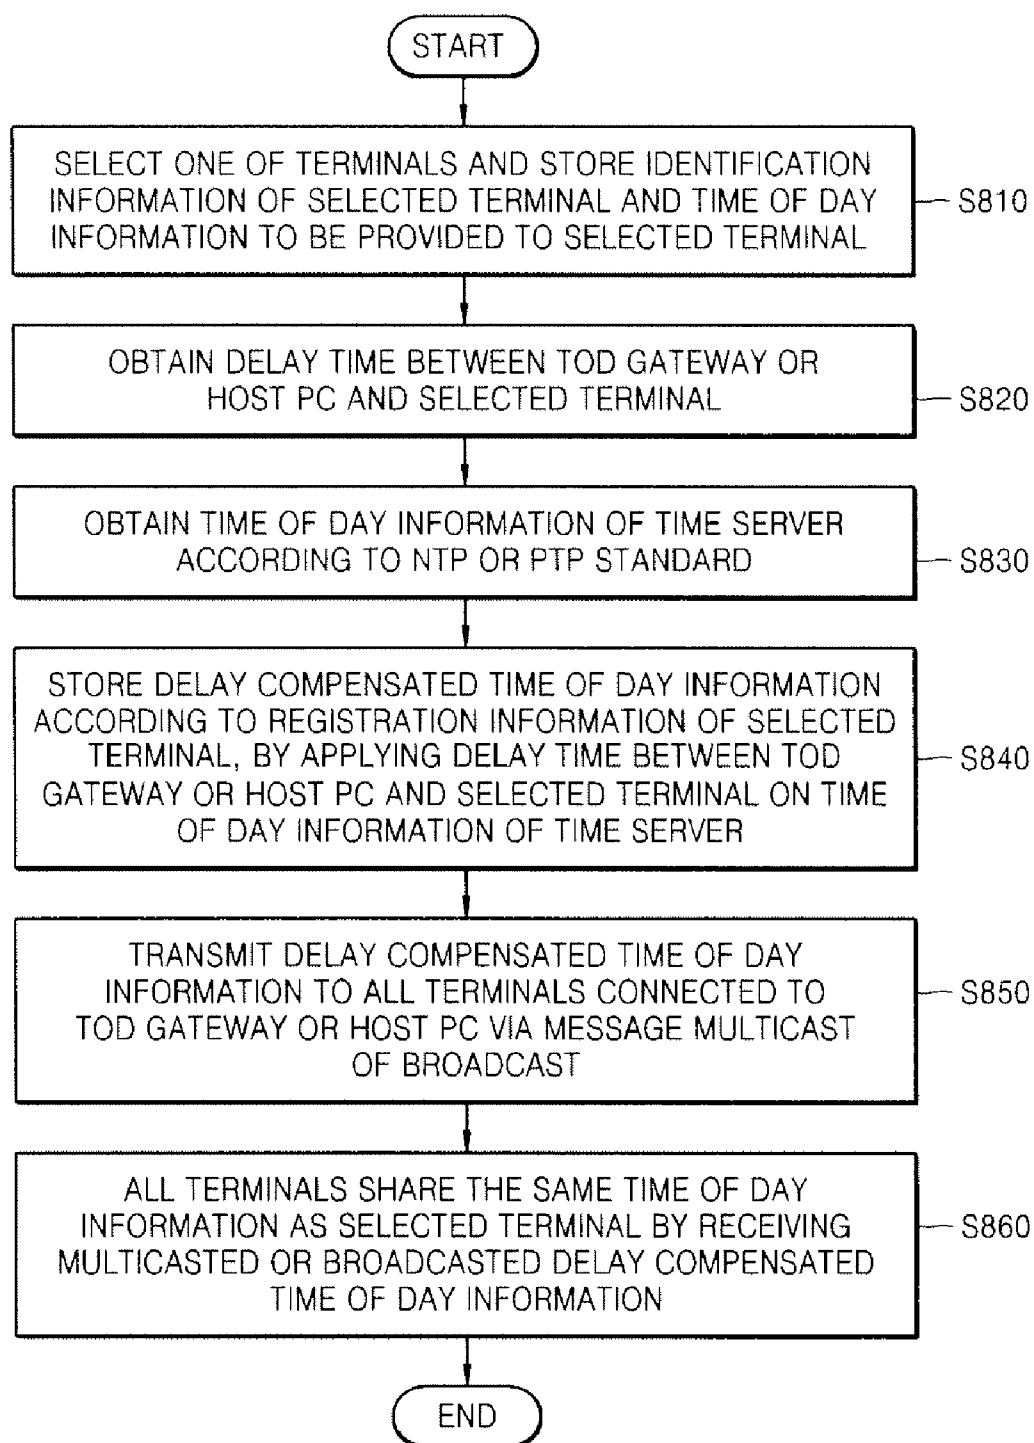 START
SELECT ONE OF TERMINALS AND STORE IDENTIFICATION
INFORMATION OF SELECTED TERMINAL AND TIME OF DAY
INFORMATION TO BE PROVIDED TO SELECTED TERMINAL
S810
OBTAIN DELAY TIME BETWEEN TOD GATEWAY OR
HOST PC AND SELECTED TERMINAL
S820
OBTAIN TIME OF DAY INFORMATION OF TIME SERVER
ACCORDING TO NTP OR PTP STANDARD
S830
STORE DELAY COMPENSATED TIME OF DAY INFORMATION
ACCORDING TO REGISTRATION INFORMATION OF SELECTED
TERMINAL, BY APPLYING DELAY TIME BETWEEN TOD
GATEWAY OR HOST PC AND SELECTED TERMINAL ON TIME
OF DAY INFORMATION OF TIME SERVER
S840
TRANSMIT DELAY COMPENSATED TIME OF DAY
INFORMATION TO ALL TERMINALS CONNECTED TO
TOD GATEWAY OR HOST PC VIA MESSAGE MULTICAST
OF BROADCAST
S850
ALL TERMINALS SHARE THE SAME TIME OF DAY
INFORMATION AS SELECTED TERMINAL BY RECEIVING
MULTICASTED OR BROADCASTED DELAY COMPENSATED
TIME OF DAY INFORMATION
S860
END